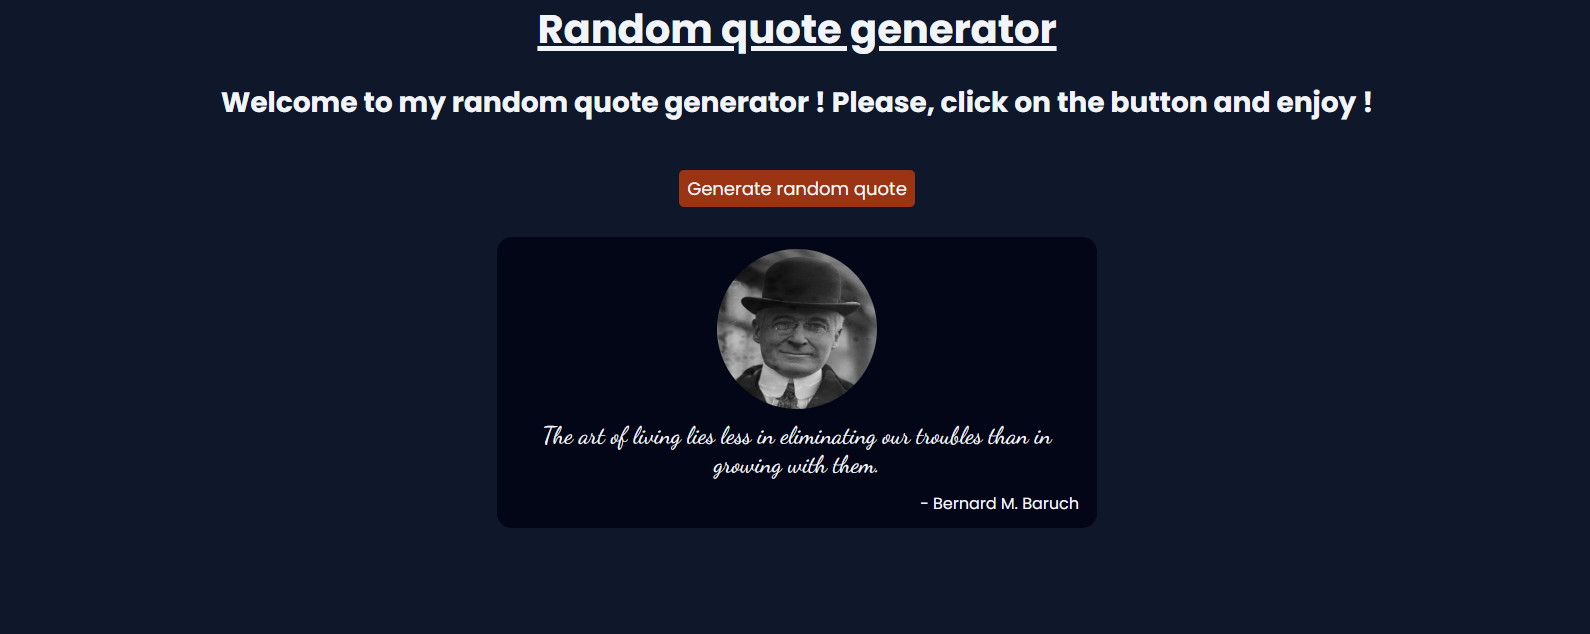 Random quote generator
Welcome to my random quote generator ! Please, click on the button and enjoy !
Generate random quote
The art of living lies less in eliminating our troubles than in
growing with them.
- Bernard M. Baruch